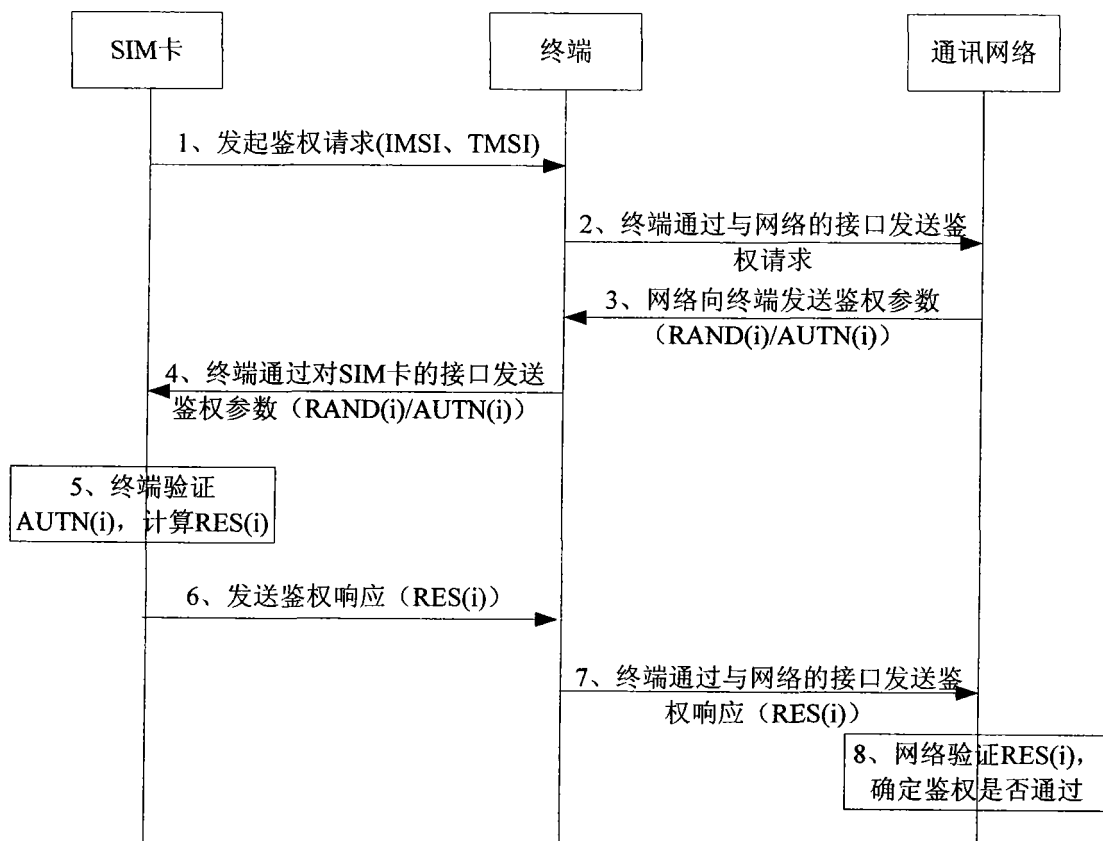 SIM卡
终端
通讯网络
1、发起鉴权请求(IMSI、TMSI)
2、终端通过与网络的接口发送鉴
权请求
3、网络向终端发送鉴权参数
（RAND(i)/AUTN(i)）
4、终端通过对SIM卡的接口发送
鉴权参数（RAND(i)/AUTN(i)）
5、终端验证
AUTN(i)，计算RES(i)
6、发送鉴权响应（RES(i)）
7、终端通过与网络的接口发送鉴
权响应（RES(i)）
8、网络验证RES(i)，
确定鉴权是否通过